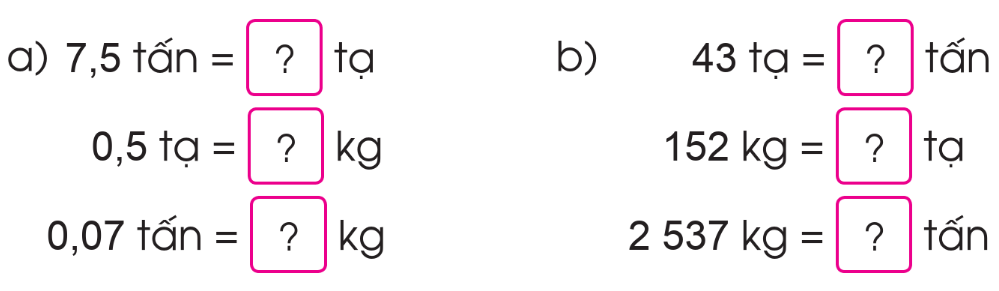 a) 7,5 tấn = ? tạ
0,5 tạ = ? kg
0,07 tấn = ? kg
b) 43 tạ = ? tấn
152 kg = ? tạ
2 537 kg = ? tấn